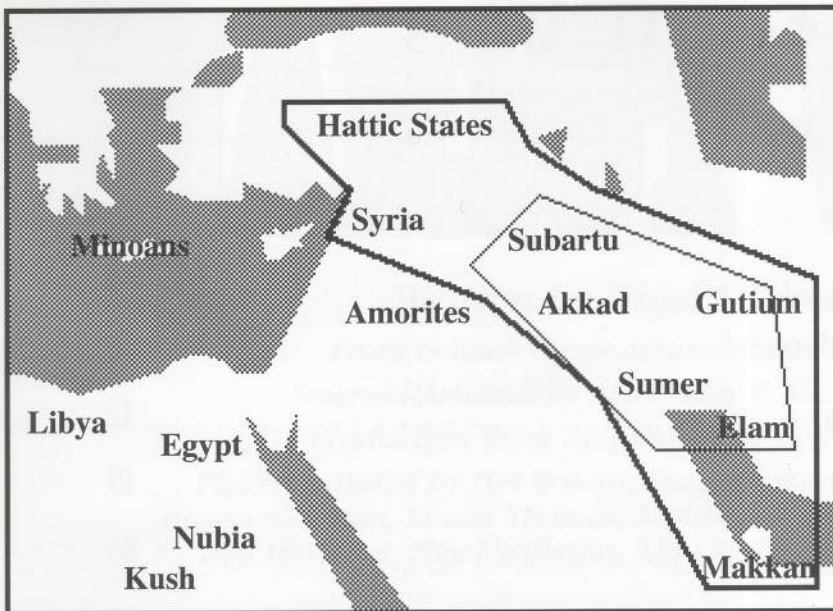 Hattic States
Syria
Minoans
Subartu
Amorites
Akkad
Gutium
Sumer
Libya
Elam
Egypt
Nubia
Makkan
Kush